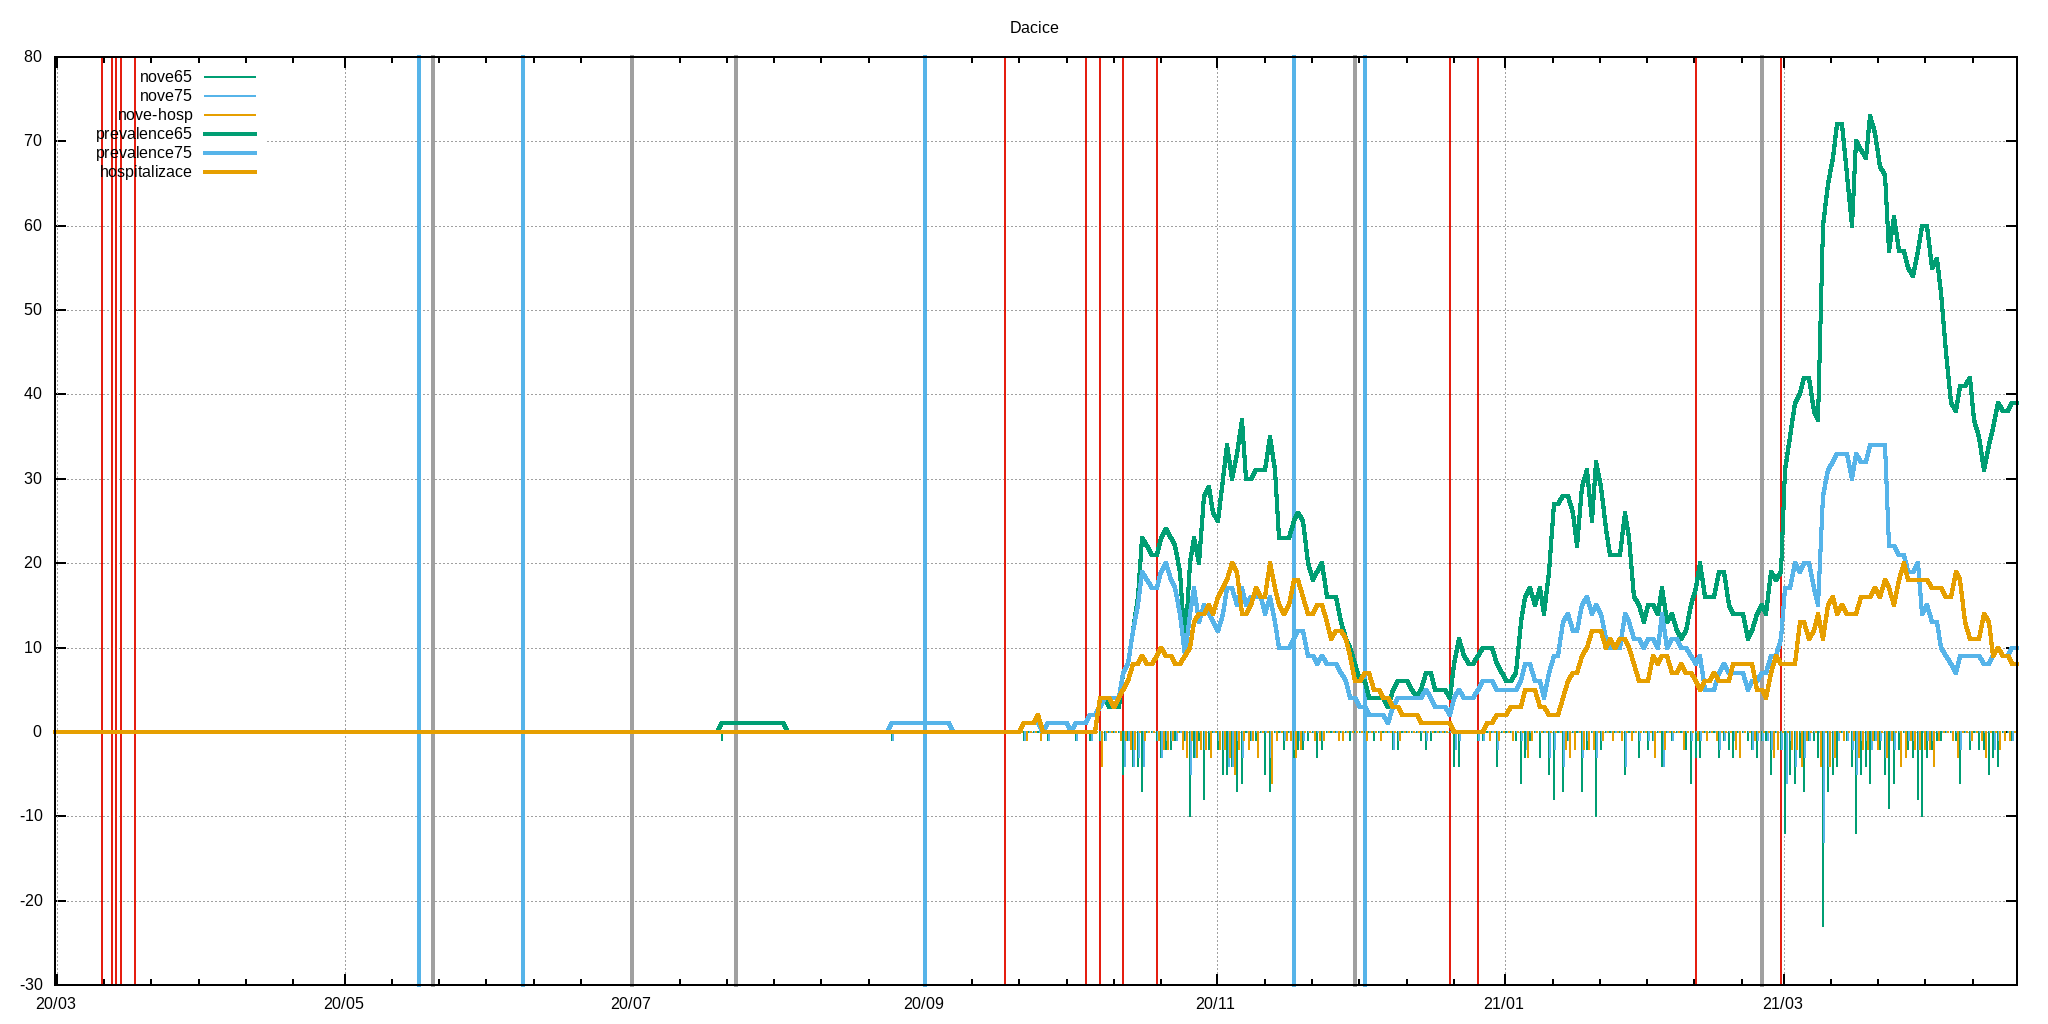 Dacice
80
70
60
50
40
30
20
10
0
-10
-20
-30
nove65
nove75
nove-hosp
prevalence65
prevalence75
hospitalizace
20/03 20/05 20/07 20/09 20/11 21/01 21/03